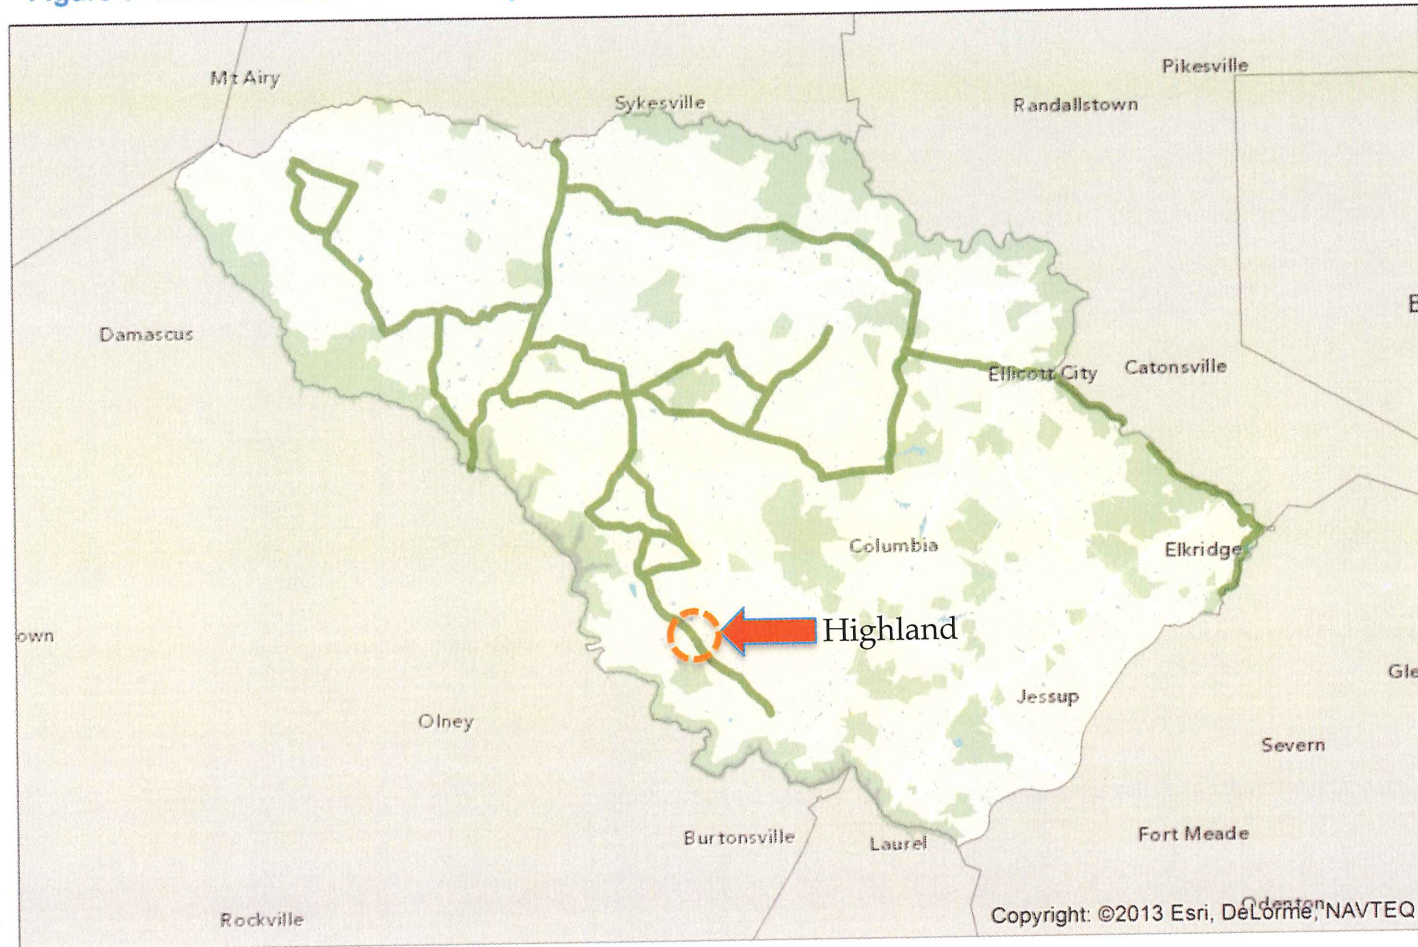 Mt Airy
Pikesville
Sykesville
Randallstown
Damascus
Ellicott City
Catonsville
Columbia
Elkridge
Highland
own
Gle
Jessup
Olney
Severn
Burtonsville
Laurel
Fort Meade
Rockville
Odenton
Copyright: ©2013 Esri, DeLorme, NAVTEQ